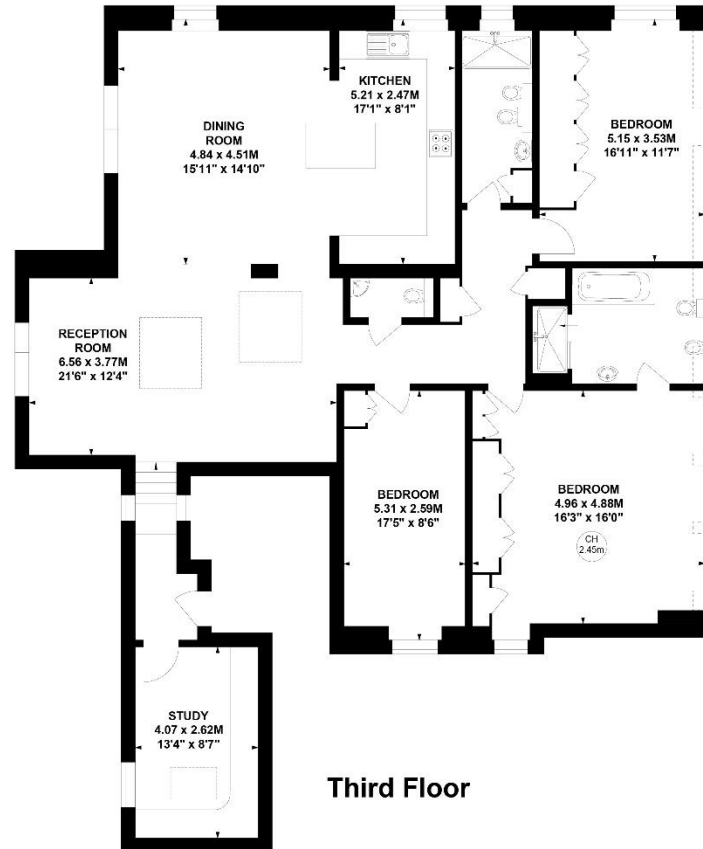 KITCHEN
5.21 x 2.47M
17'1" x 8'1"
DINING
ROOM
4.84 x 4.51M
15'11" x 14'10"
BEDROOM
5.15 x 3.53M
16'11" x 11'7"
RECEPTION
ROOM
6.56 x 3.77M
21'6" x 12'4"
BEDROOM
5.31 x 2.59M
17'5" x 8'6"
BEDROOM
4.96 x 4.88M
16'3" x 16'0"
CH
2.45m
STUDY
4.07 x 2.62M
13'4" x 8'7"
Third Floor